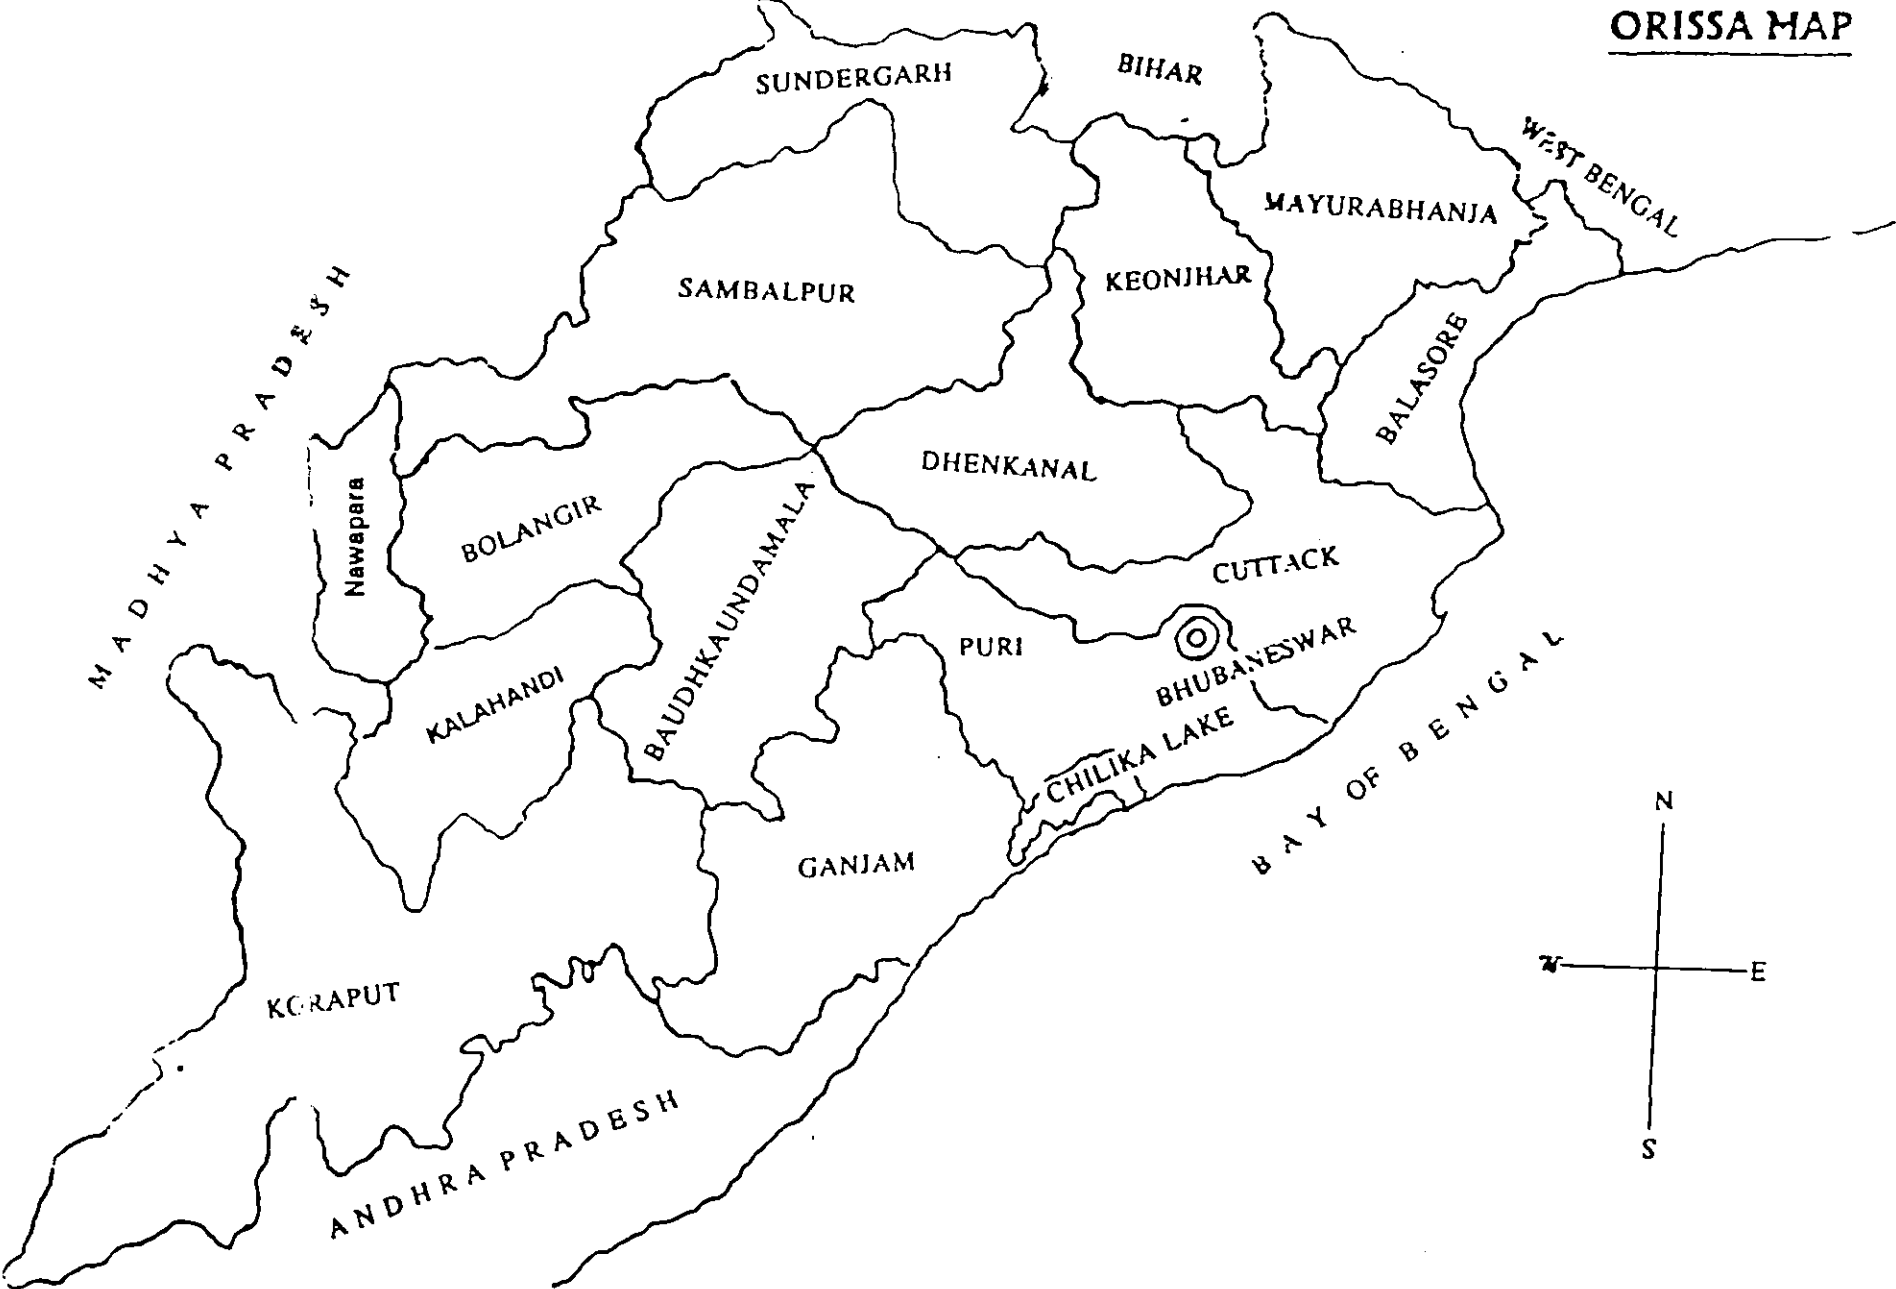 ORISSA MAP
BIHAR
SUNDERGARH
WEST BENGAL
MAYURABHANJA
KEONJHAR
SAMBALPUR
MADHYA PRADESH
BALASORE
DHENKANAL
Nawapara
BOLANGIR
BAUDHKAUNDAMALA
CUTTACK
PURI
BHUBANESWAR
KALAHANDI
CHILIKA LAKE
BAY OF BENGAL
GANJAM
KORAPUT
ANDHRA PRADESH
N
W
E
S